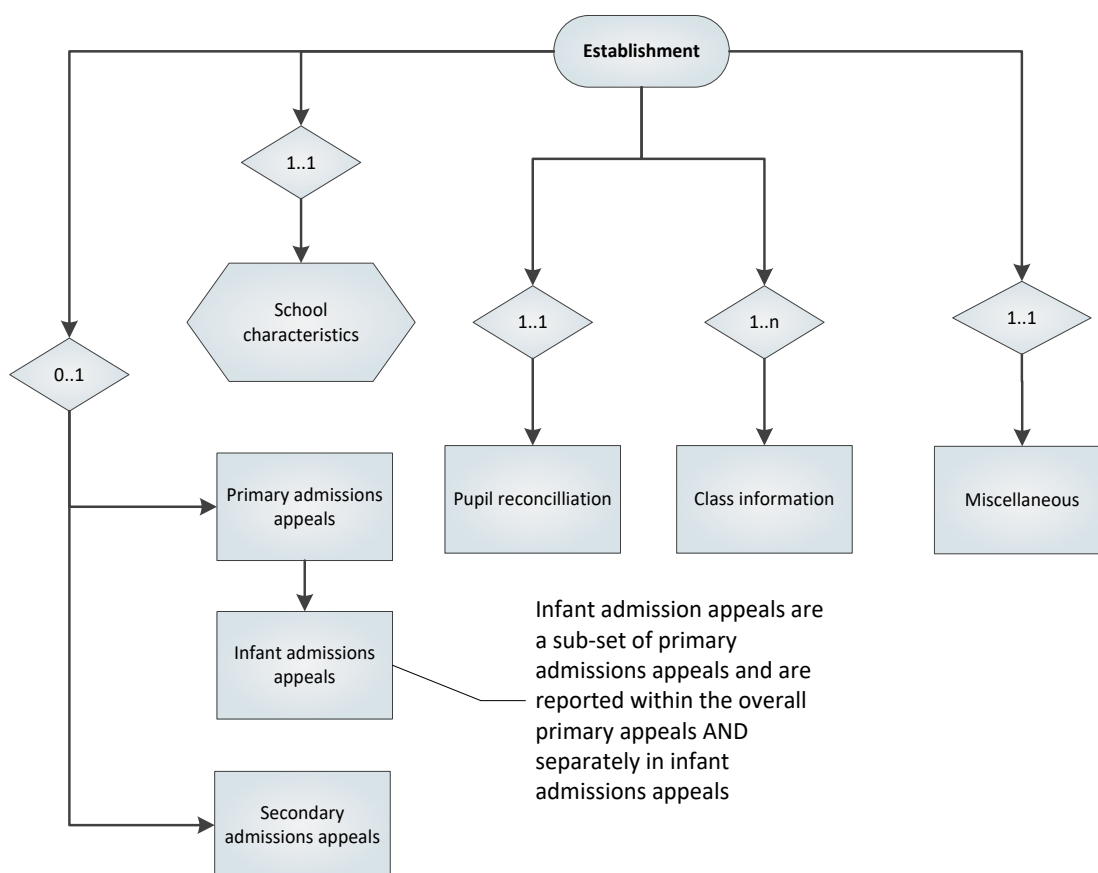 Establishment
1..1
School
characteristics
0..1
1..1
1..n
1..1
Primary admissions
appeals
Pupil reconcilliation
Class information
Miscellaneous
Infant admissions
appeals
Infant admission appeals are
a sub-set of primary
admissions appeals and are
reported within the overall
primary appeals AND
separately in infant
admissions appeals
Secondary
admissions appeals